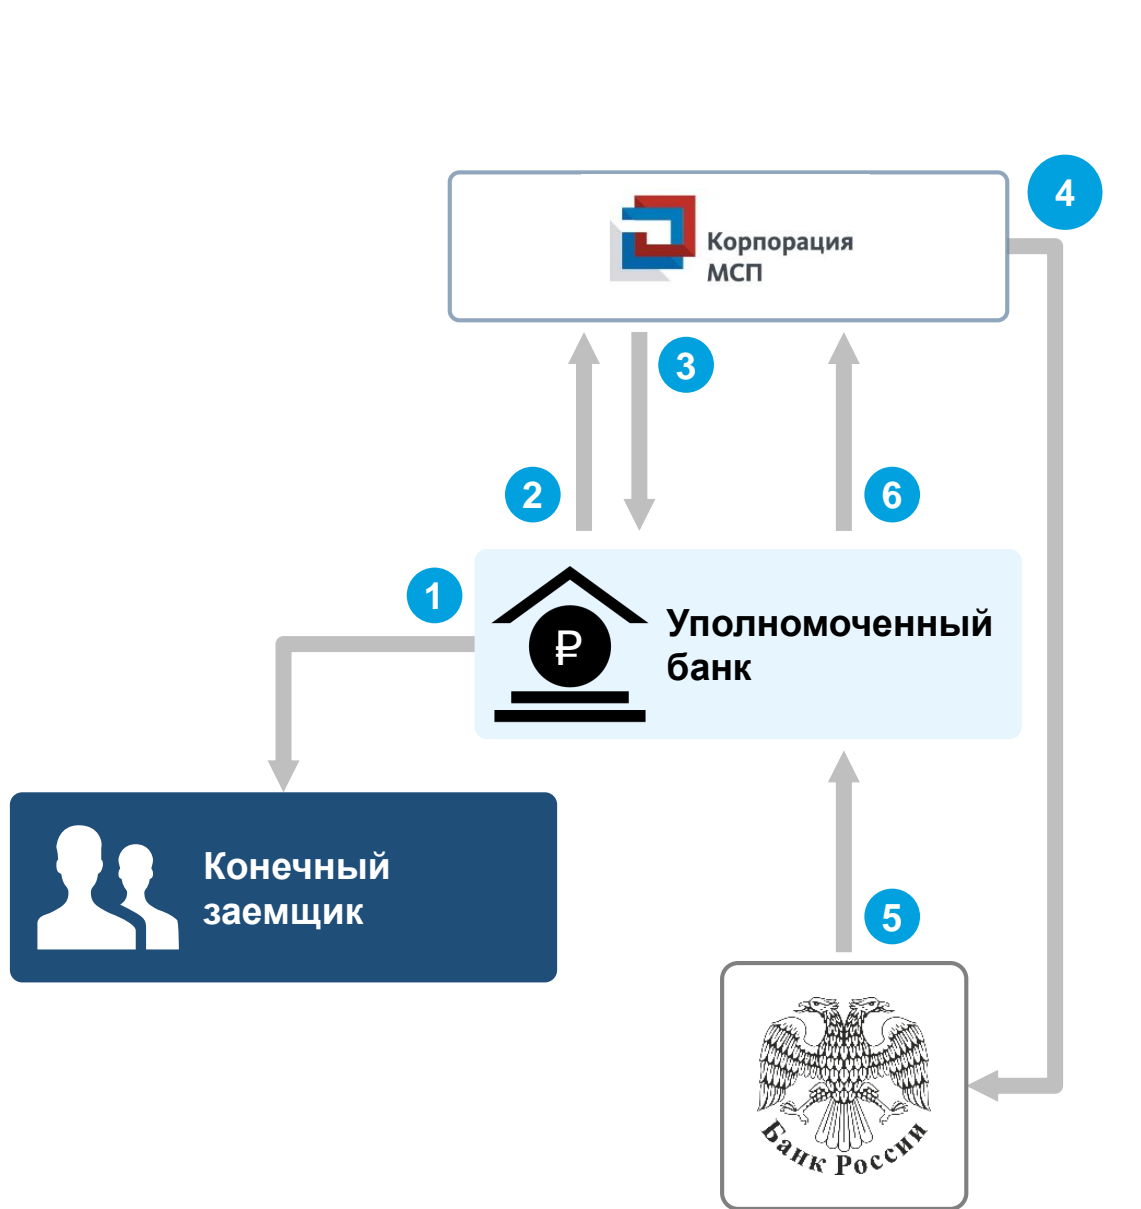 4
Корпорация
МСП
3
2
6
1
₽
Уполномоченный
банк
Конечный
заемщик
5
Банк России